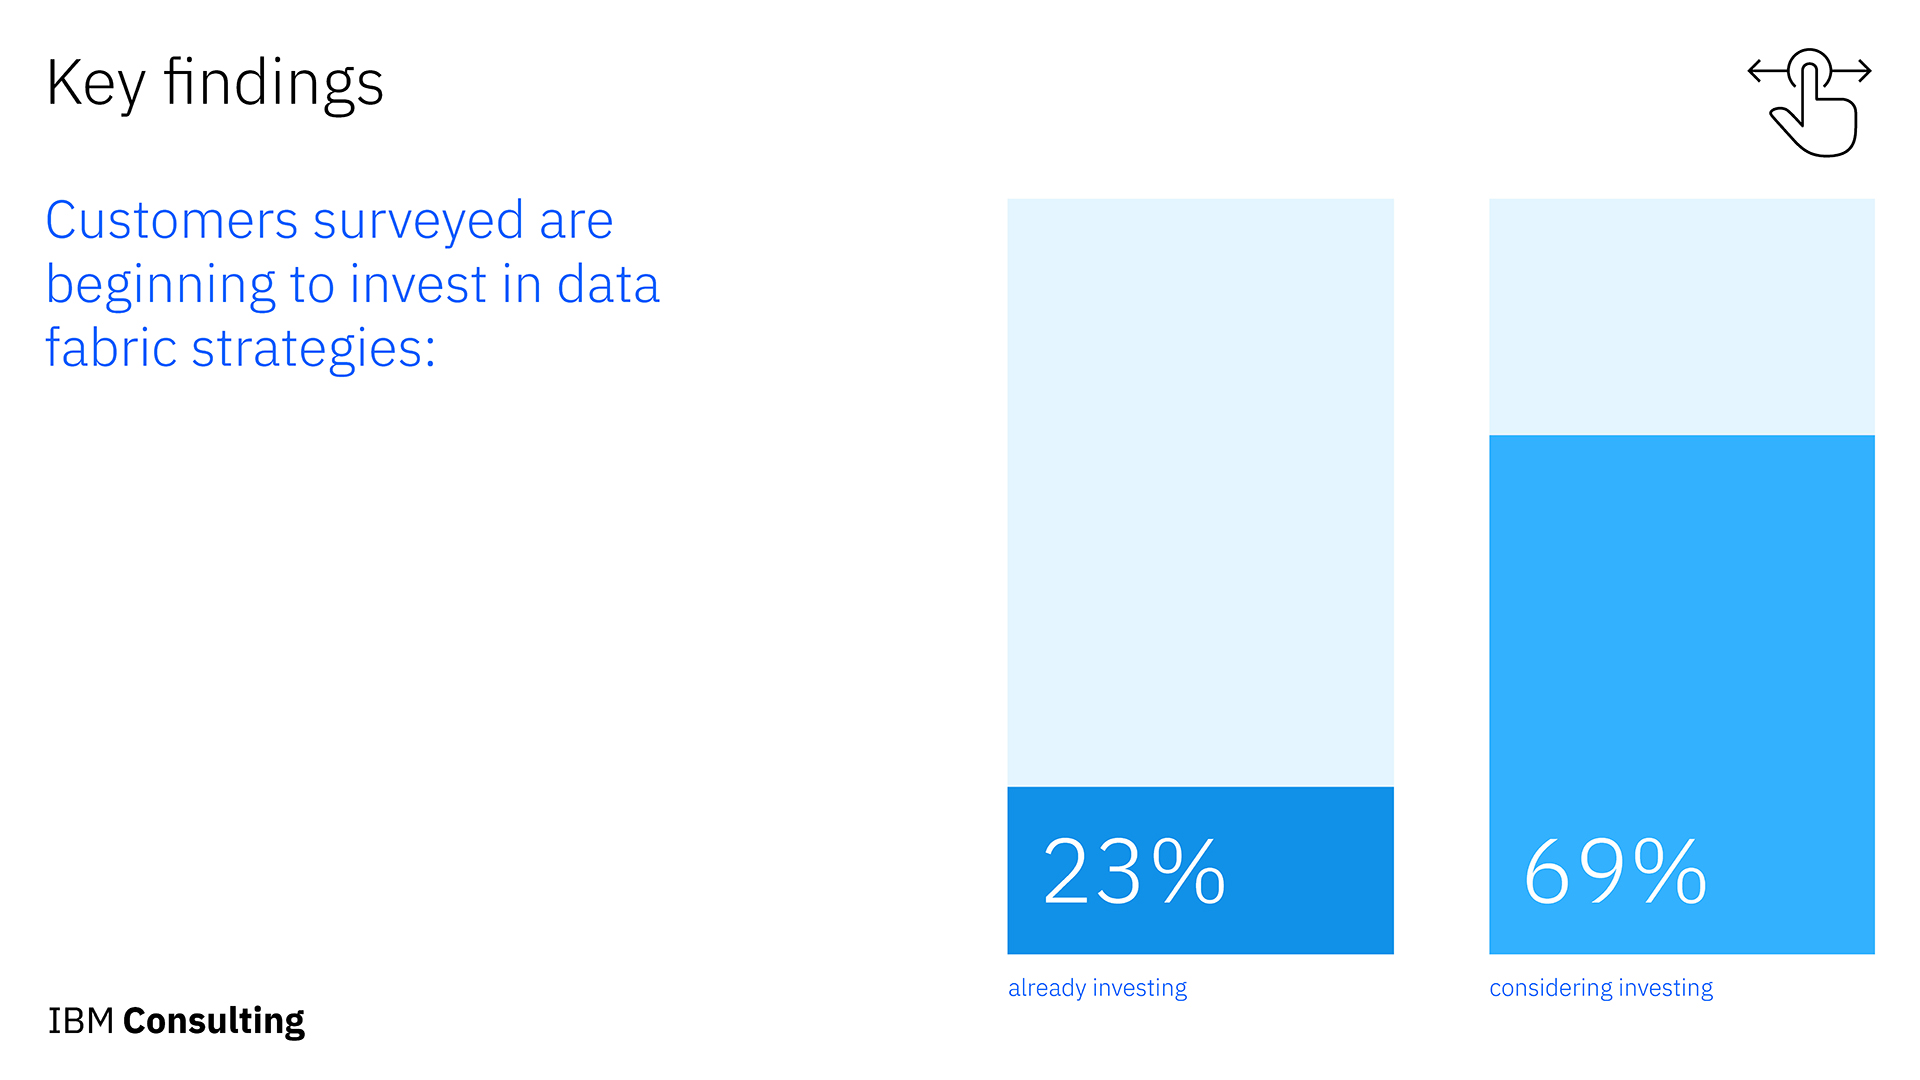 Key findings
Customers surveyed are
beginning to invest in data
fabric strategies:
23%
69%
already investing
considering investing
IBM Consulting